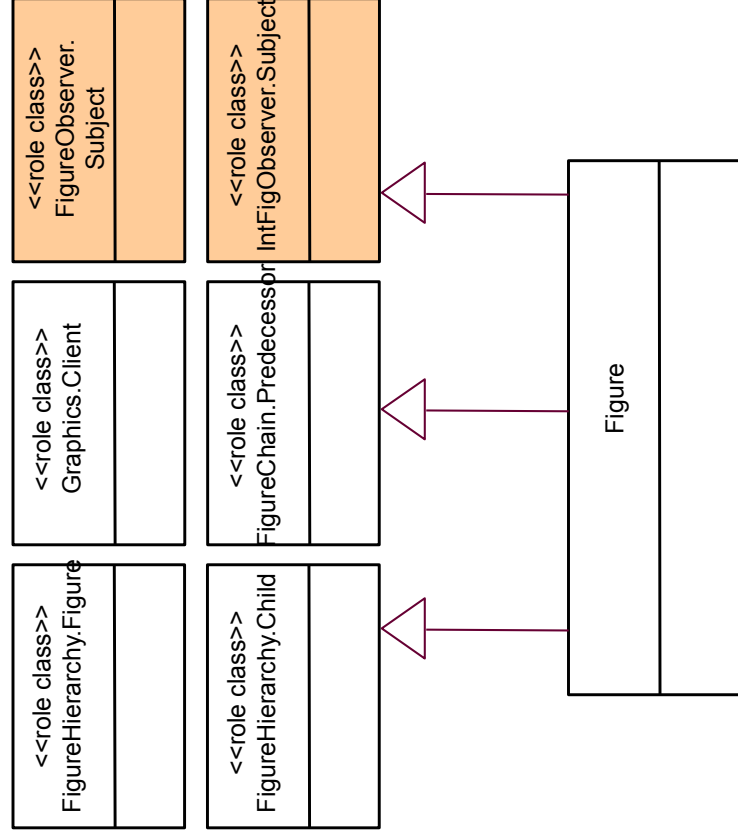 <<role class>>
FigureHierarchy.Figure
<<role class>>
Graphics.Client
<<role class>>
FigureObserver.
Subject
<<role class>>
FigureHierarchy.Child
<<role class>>
FigureChain.Predecessor
<<role class>>
IntFigObserver.Subject
Figure